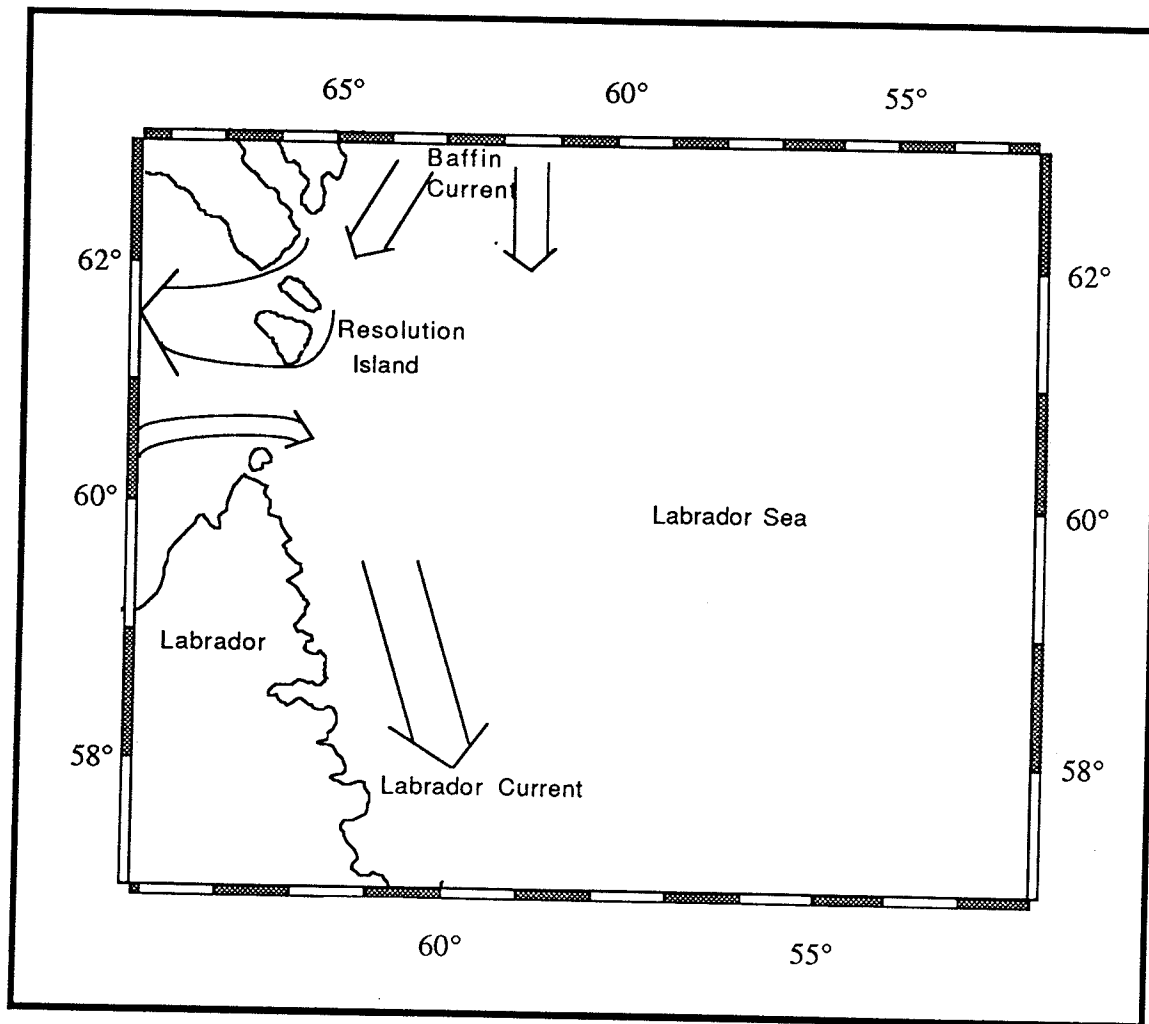 65°
60°
55°
Baffin
Current
62°
62°
Resolution
Island
60°
Labrador Sea
60°
Labrador
58°
Labrador Current
58°
60°
55°